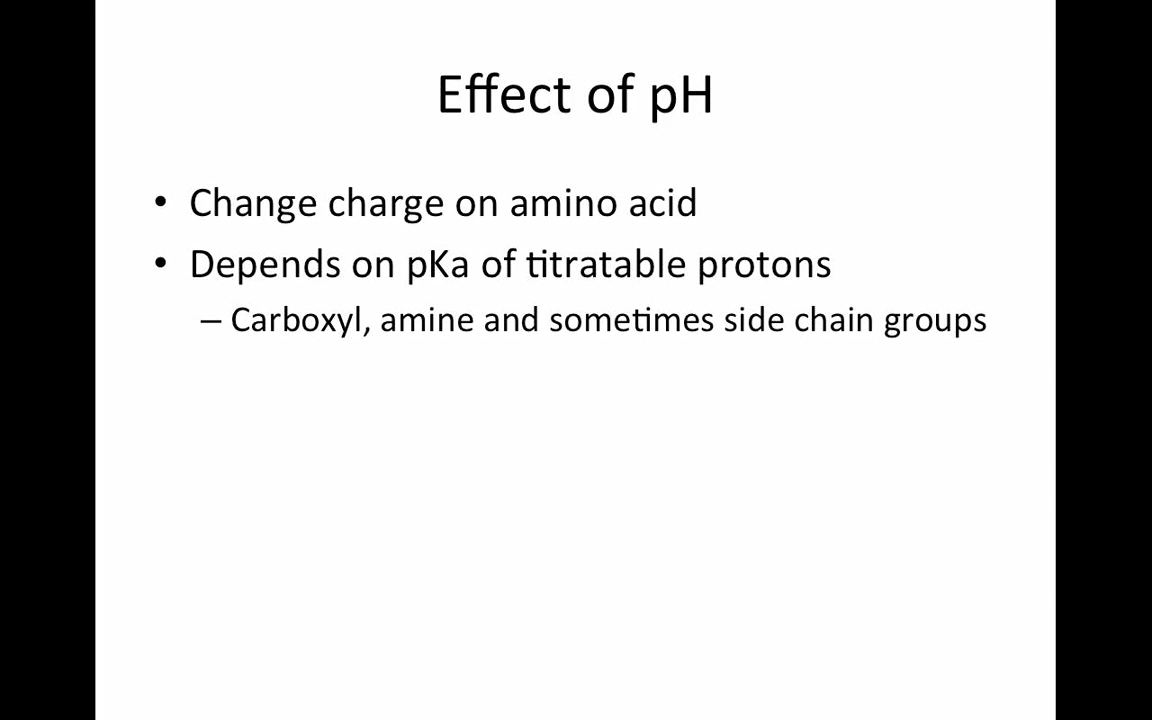 Effect of pH
• Change charge on amino acid
• Depends on pKa of titratable protons
– Carboxyl, amine and sometimes side chain groups